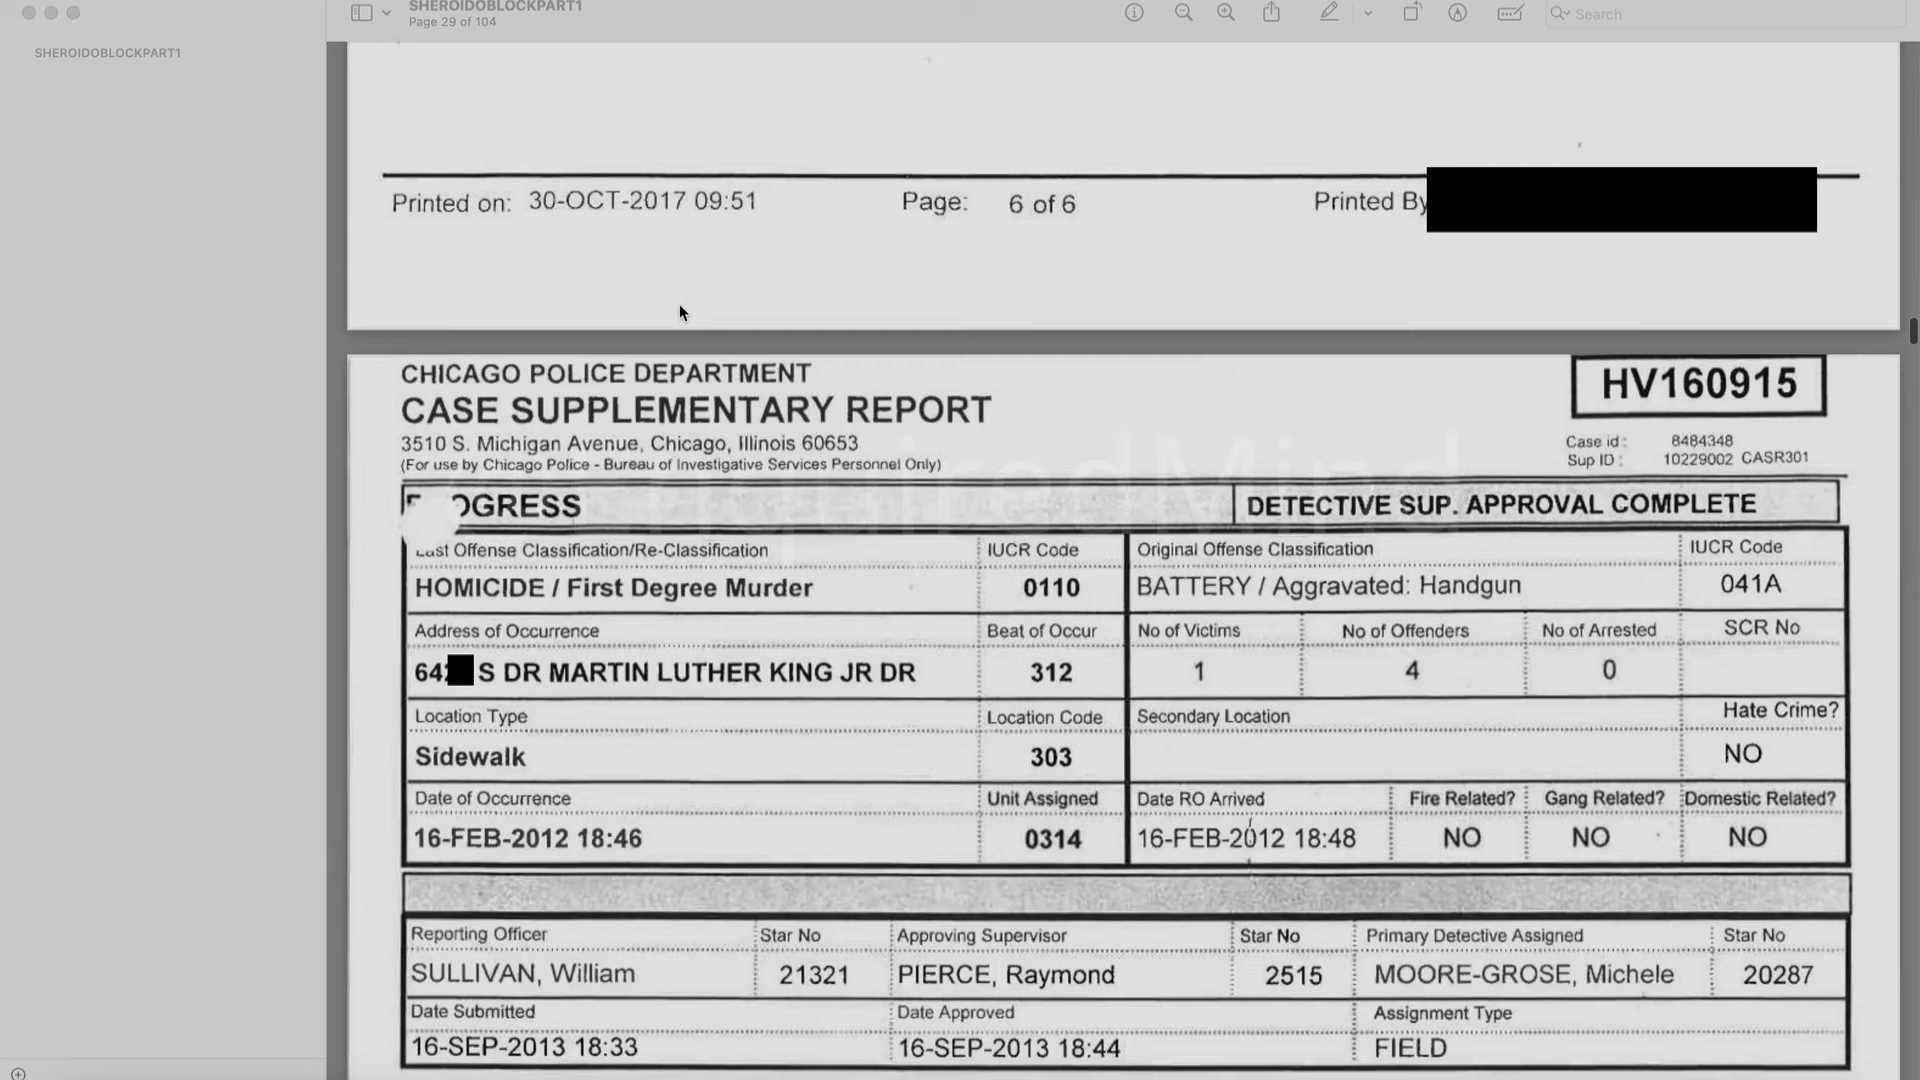 SHEROIDOBLOCKPART1
Page 29 of 104
Search
SHEROIDOBLOCKPART1
Printed on: 30-OCT-2017 09:51 Page: 6 of 6 Printed By
CHICAGO POLICE DEPARTMENT
CASE SUPPLEMENTARY REPORT
HV160915
3510 S. Michigan Avenue, Chicago, Illinois 60653
(For use by Chicago Police - Bureau of Investigative Services Personnel Only)
Case id : 8484348
Sup ID : 10229002 CASR301
OGRESS DETECTIVE SUP. APPROVAL COMPLETE
Last Offense Classification/Re-Classification IUCR Code Original Offense Classification IUCR Code
HOMICIDE / First Degree Murder 0110 BATTERY / Aggravated: Handgun 041A
Address of Occurrence Beat of Occur No of Victims No of Offenders No of Arrested SCR No
64 S DR MARTIN LUTHER KING JR DR 312 1 4 0
Location Type Location Code Secondary Location Hate Crime?
Sidewalk 303 NO
Date of Occurrence Unit Assigned Date RO Arrived Fire Related? Gang Related? Domestic Related?
16-FEB-2012 18:46 0314 16-FEB-2012 18:48 NO NO NO
Reporting Officer Star No Approving Supervisor Star No Primary Detective Assigned Star No
SULLIVAN, William 21321 PIERCE, Raymond 2515 MOORE-GROSE, Michele 20287
Date Submitted Date Approved Assignment Type
16-SEP-2013 18:33 16-SEP-2013 18:44 FIELD